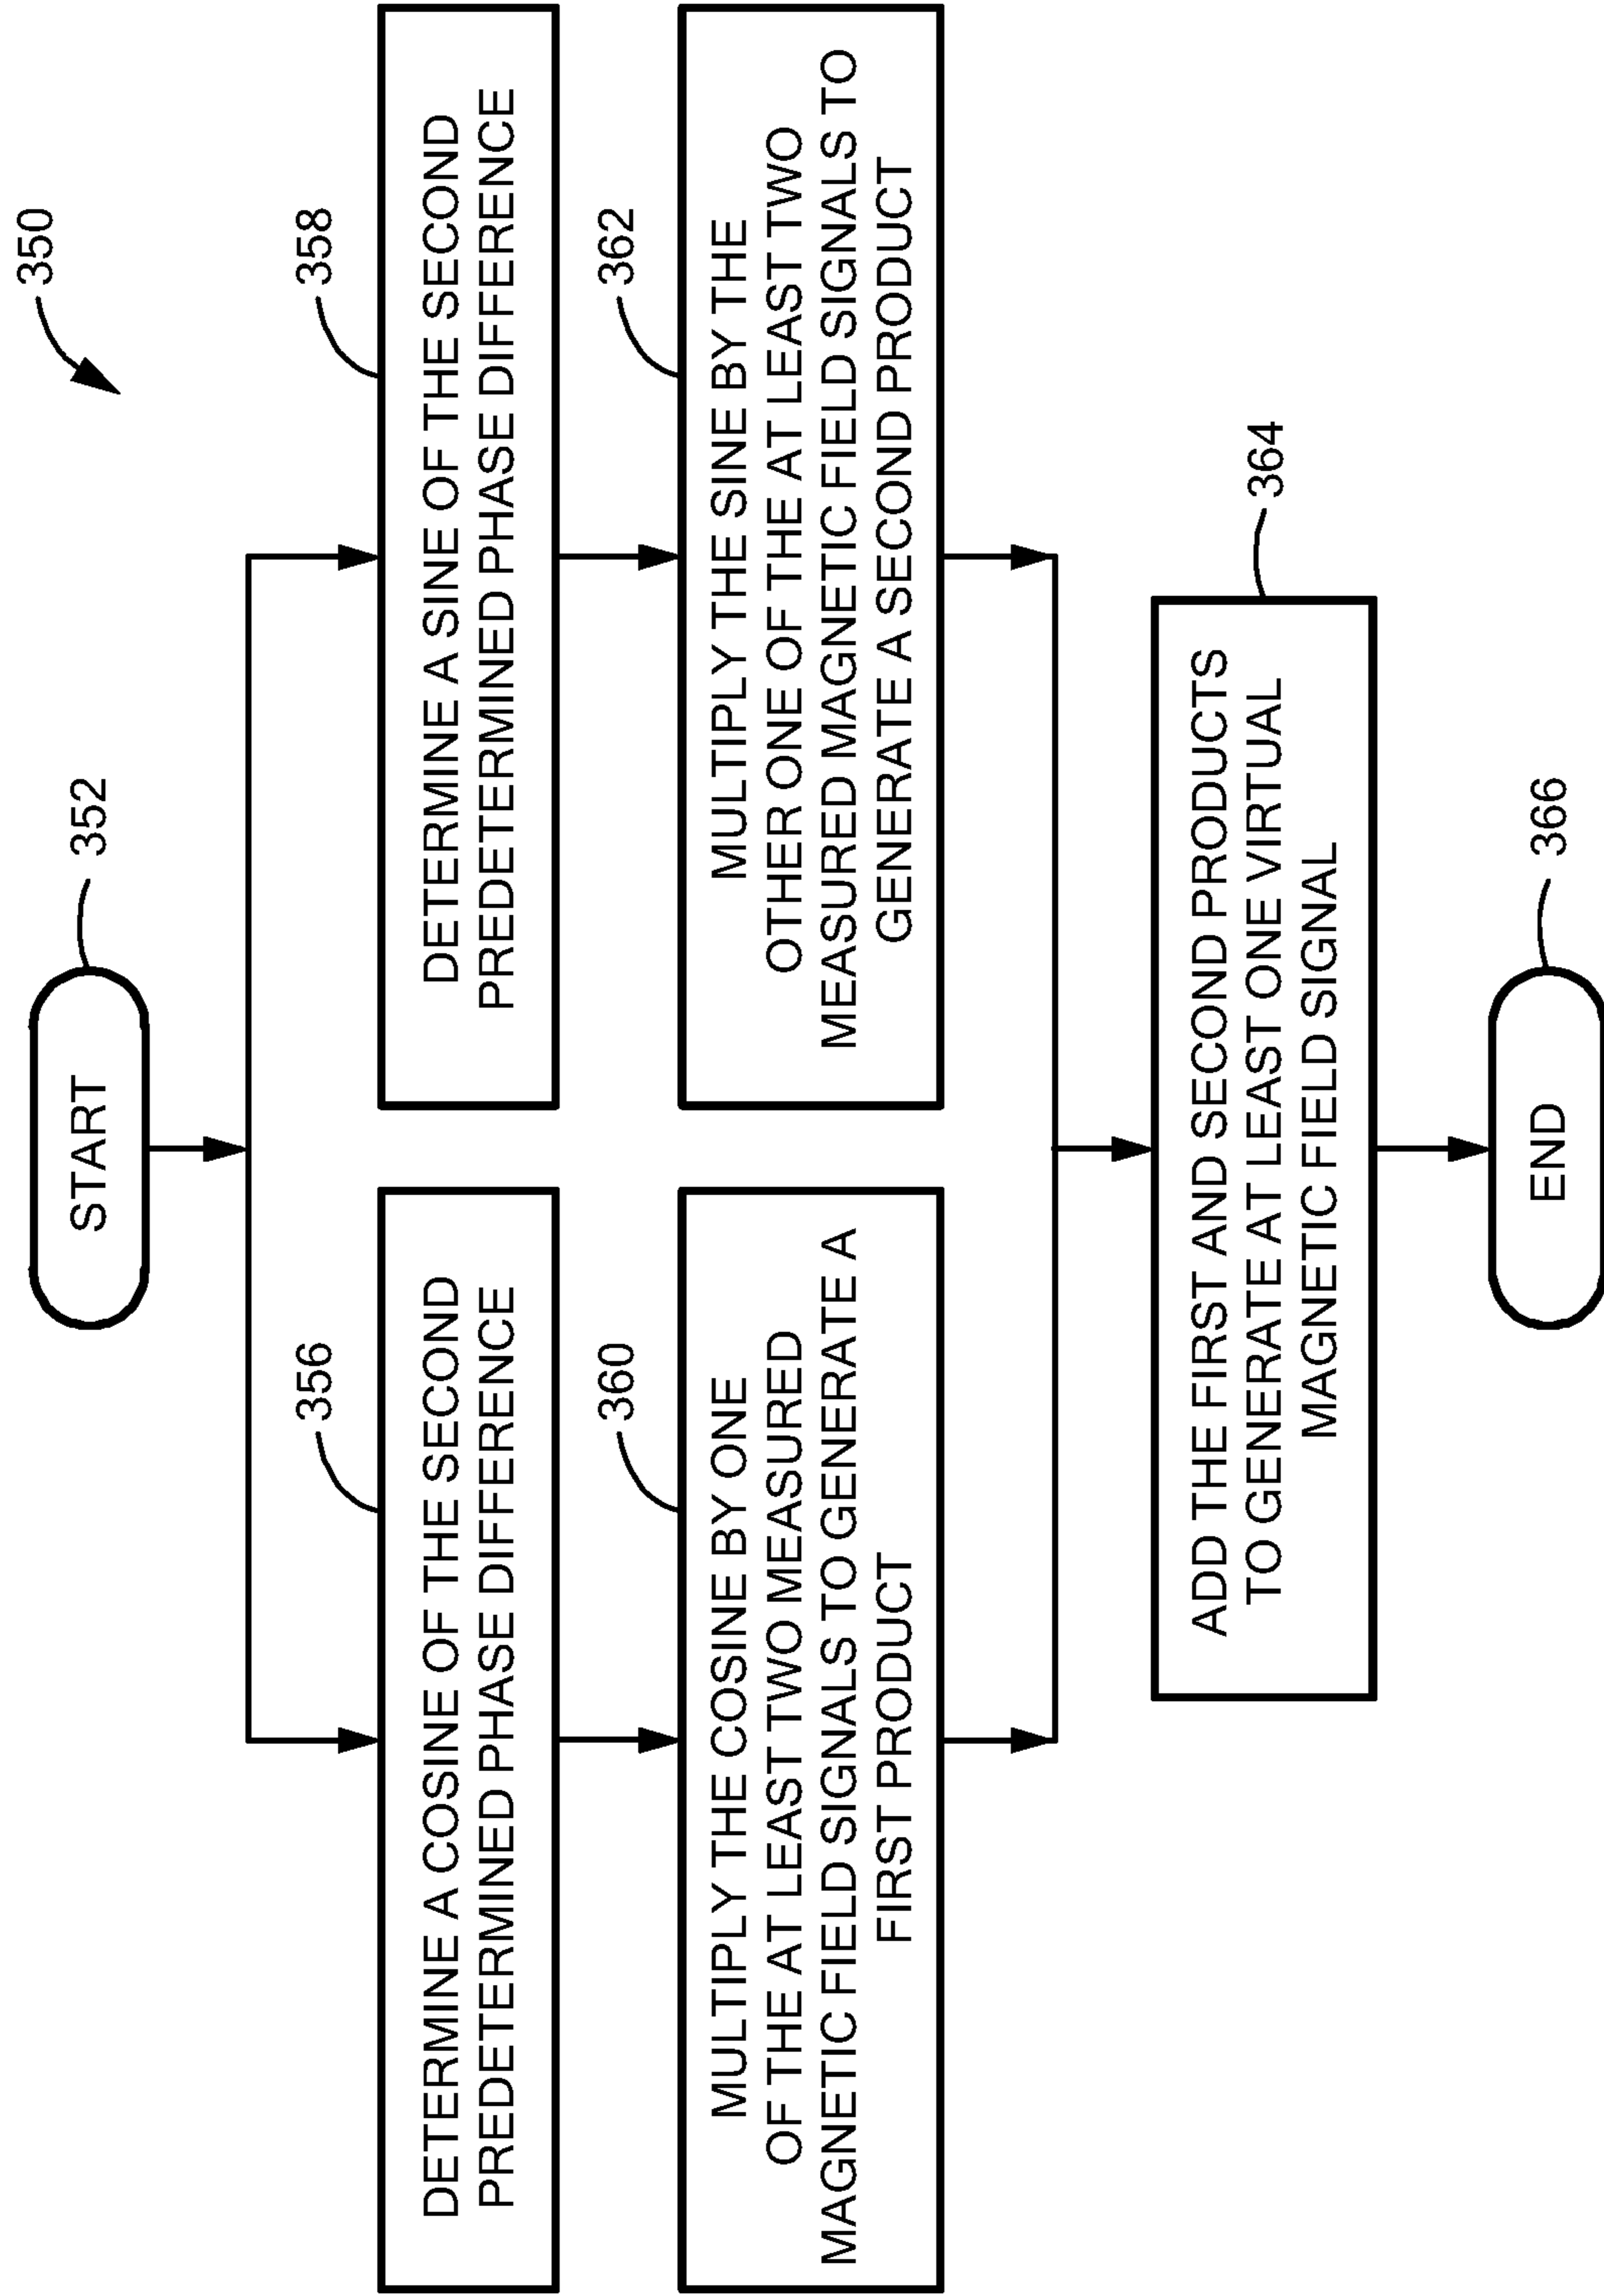 350
START
352
DETERMINE A COSINE OF THE SECOND
PREDETERMINED PHASE DIFFERENCE
356
DETERMINE A SINE OF THE SECOND
PREDETERMINED PHASE DIFFERENCE
358
MULTIPLY THE COSINE BY ONE
OF THE AT LEAST TWO MEASURED
MAGNETIC FIELD SIGNALS TO GENERATE A
FIRST PRODUCT
360
MULTIPLY THE SINE BY THE
OTHER ONE OF THE AT LEAST TWO
MEASURED MAGNETIC FIELD SIGNALS TO
GENERATE A SECOND PRODUCT
362
ADD THE FIRST AND SECOND PRODUCTS
TO GENERATE AT LEAST ONE VIRTUAL
MAGNETIC FIELD SIGNAL
364
END
366